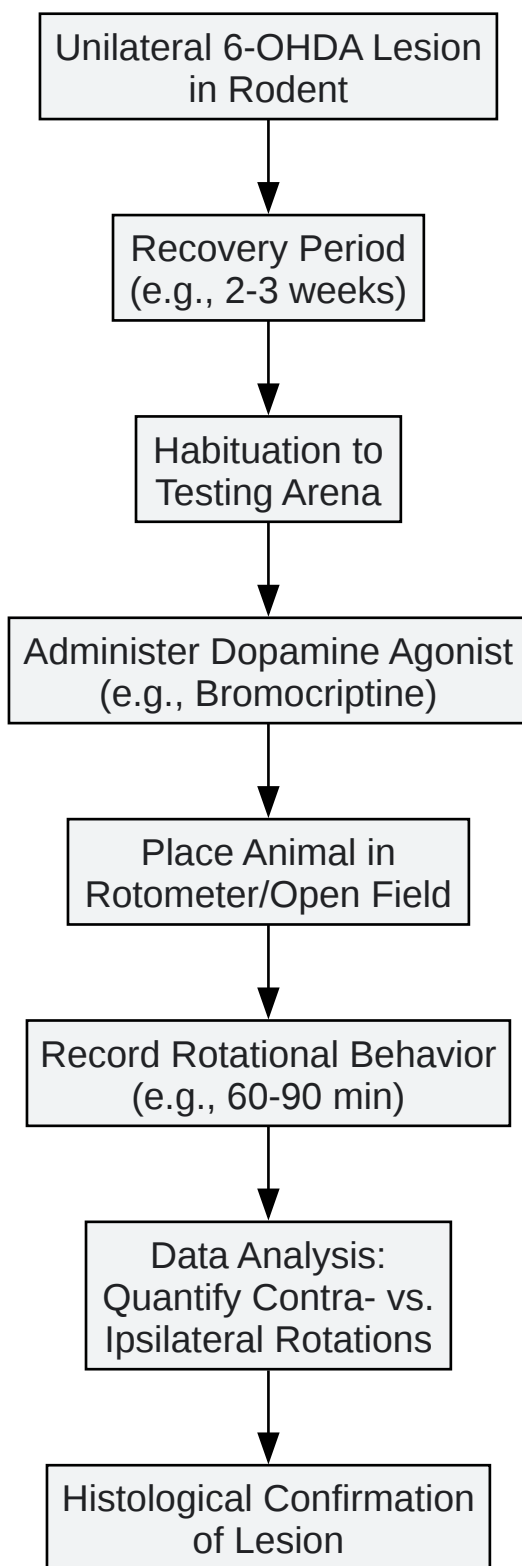 Unilateral 6-OHDA Lesion
in Rodent
Recovery Period
(e.g., 2-3 weeks)
Habituation to
Testing Arena
Administer Dopamine Agonist
(e.g., Bromocriptine)
Place Animal in
Rotometer/Open Field
Record Rotational Behavior
(e.g., 60-90 min)
Data Analysis:
Quantify Contra- vs.
Ipsilateral Rotations
Histological Confirmation
of Lesion